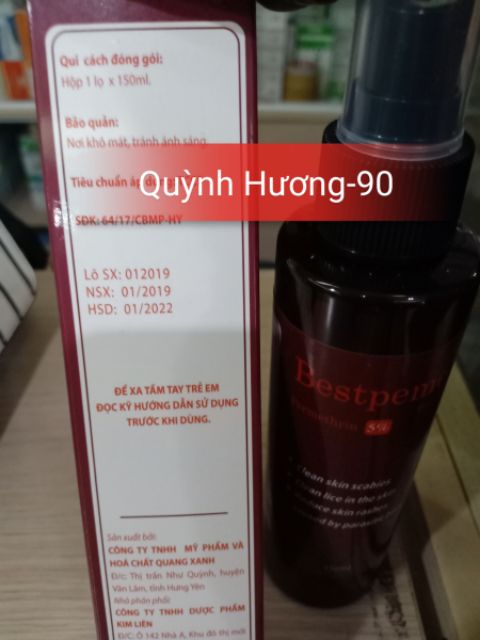 Qui cách đóng gói:
Hộp 1 lọ x 150ml.
Bảo quản:
Nơi khô mát, tránh ánh sáng.
Tiêu chuẩn áp
Quỳnh Hương-90
SĐK: 64/17/CBMP-HY
Lô SX: 012019
NSX: 01/2019
HSD: 01/2022
ĐỂ XA TẦM TAY TRẺ EM
ĐỌC KỸ HƯỚNG DẪN SỬ DỤNG
TRƯỚC KHI DÙNG.
Sản xuất bởi:
CÔNG TY TNHH MỸ PHẨM VÀ
HOÁ CHẤT QUANG XANH
Đ/c: Thị trấn Như Quỳnh, huyện
Văn Lâm, tỉnh Hưng Yên
Nhà phân phối:
CÔNG TY TNHH DƯỢC PHẨM
KIM LIÊN
Đ/C: Ô 142 Nhà A, Khu đô thị mới
Bestpeme
Permethrin 5%
Clean skin scabies
Clean lice in the
skin rashes
by parasitic
150ml